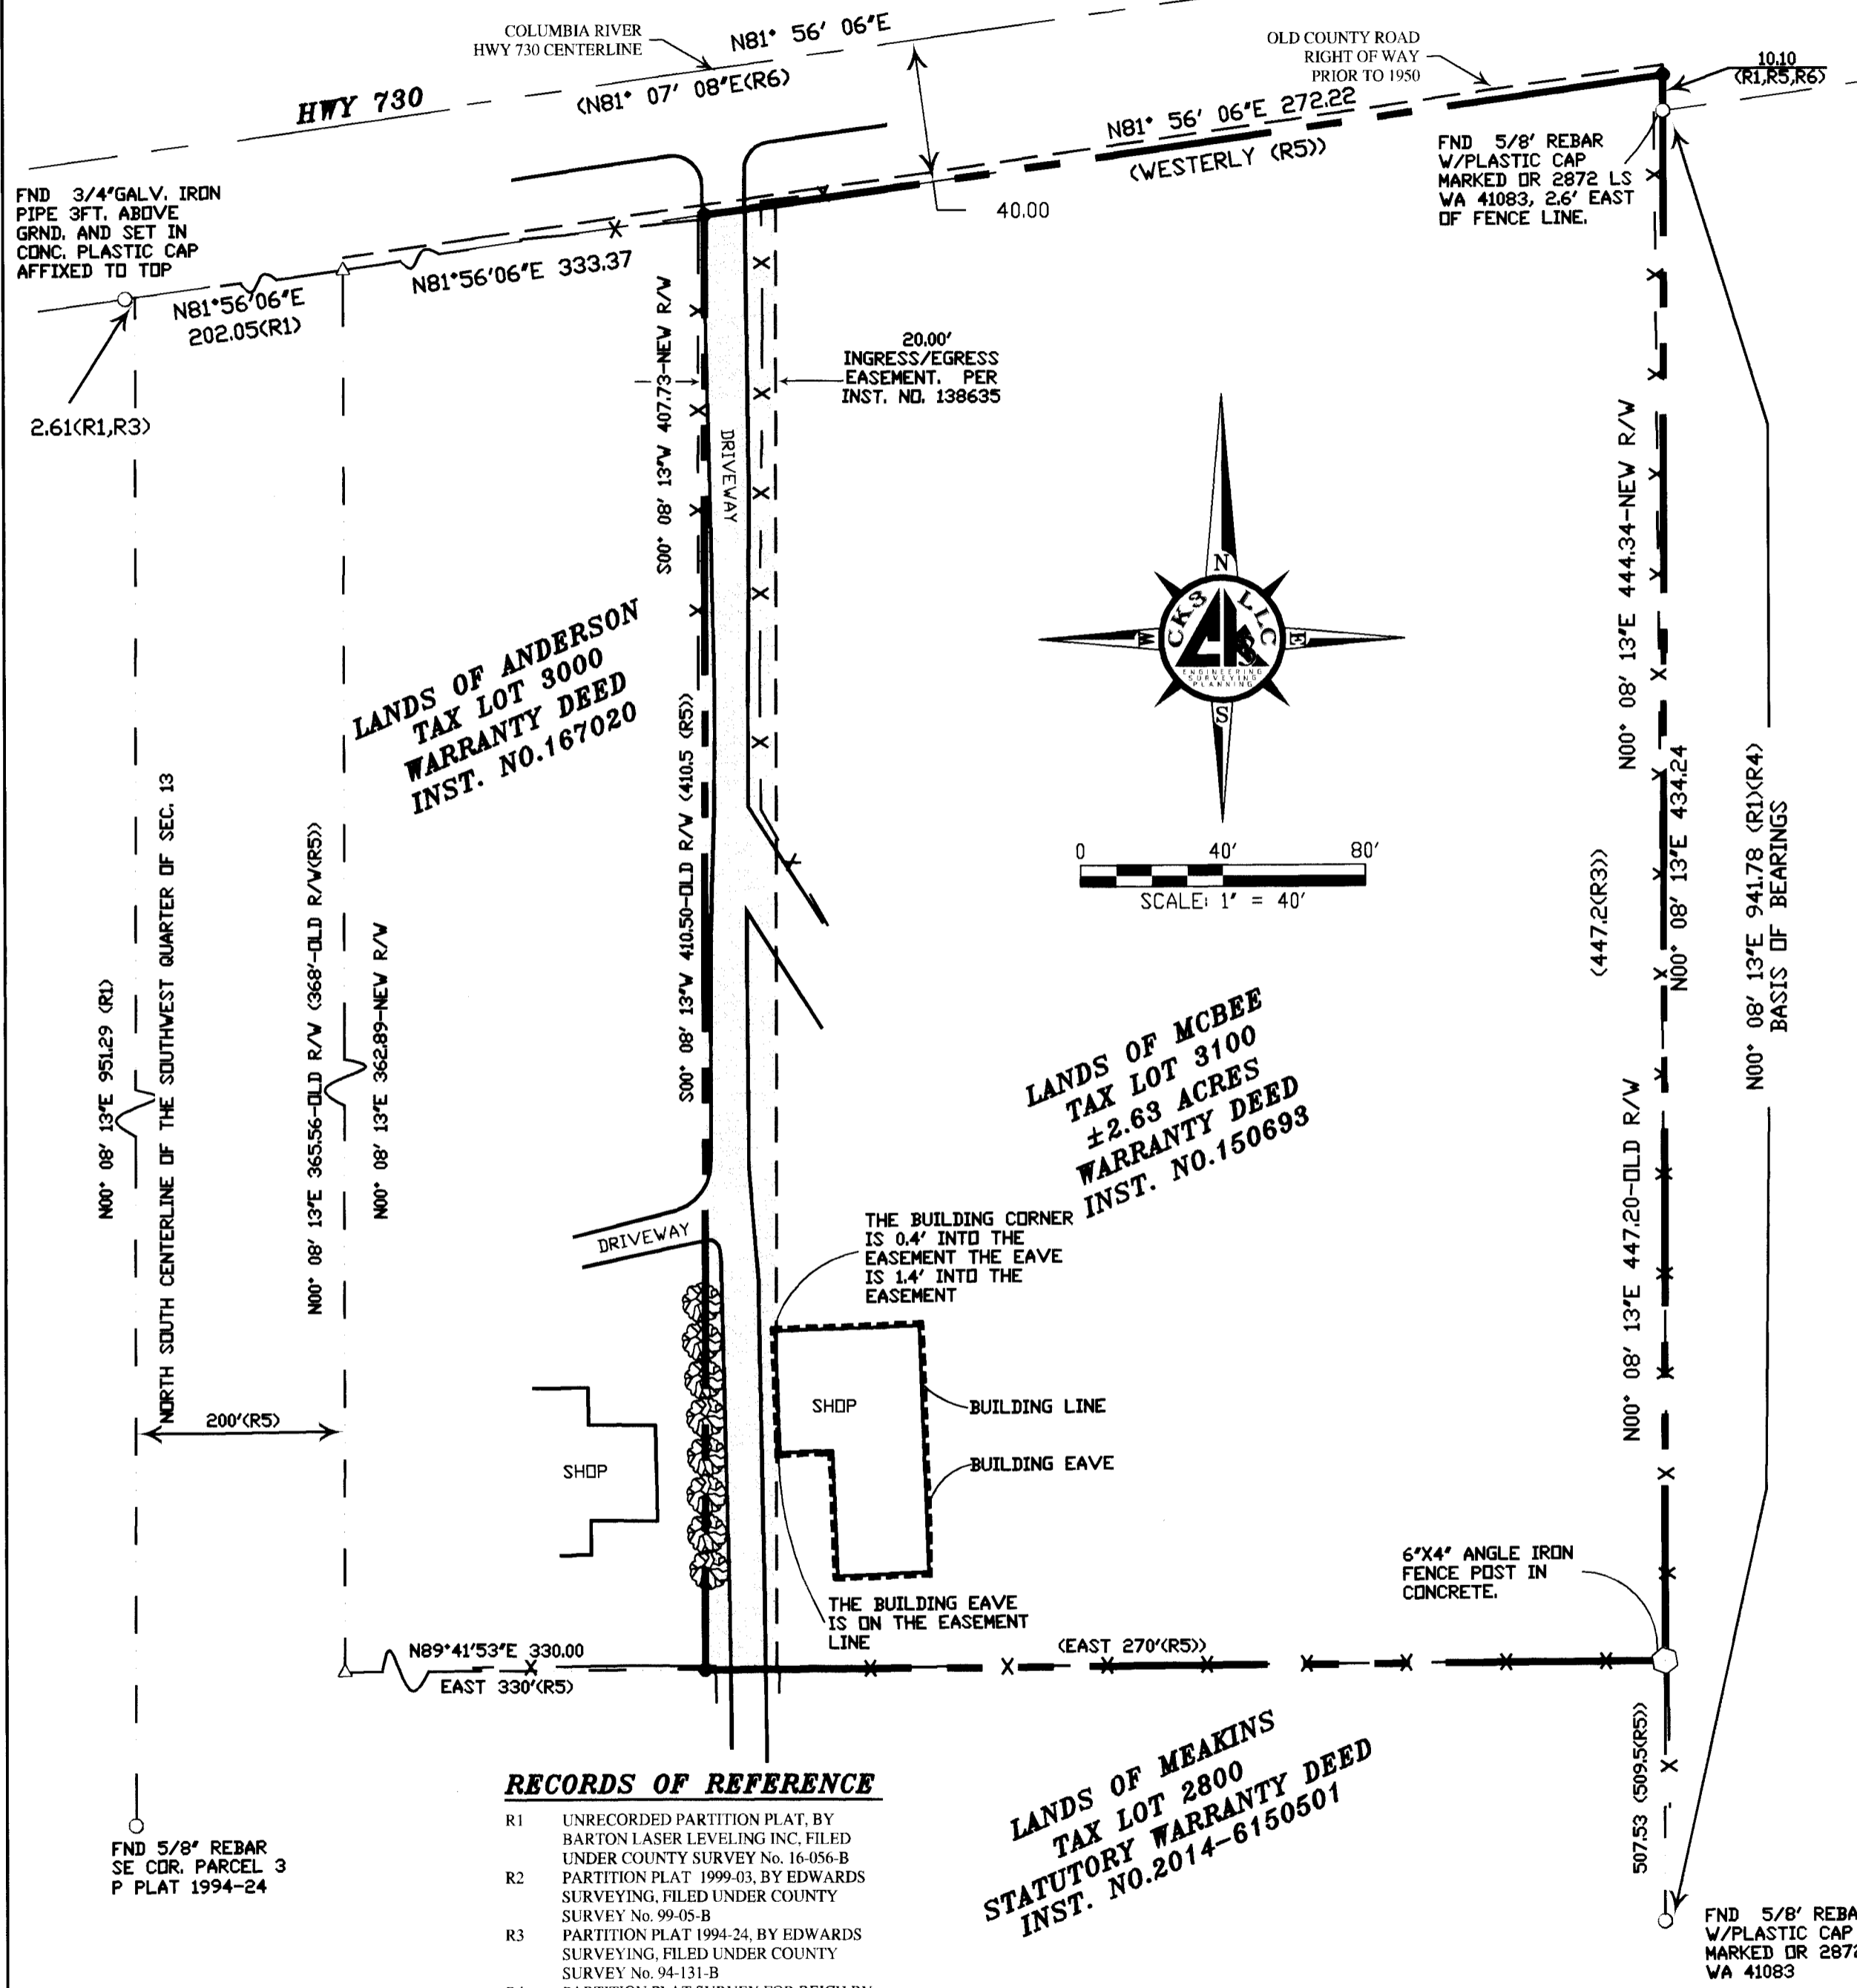 COLUMBIA RIVER
HWY 730 CENTERLINE
N81° 56' 06"E
(N81° 07' 08"E(R6)
HWY 730
OLD COUNTY ROAD
RIGHT OF WAY
PRIOR TO 1950
10.10
(R1,R5,R6)
N81° 56' 06"E 272.22
(WESTERLY (R5))
40.00
FND 5/8' REBAR
W/PLASTIC CAP
MARKED OR 2872 LS
WA 41083, 2.6' EAST
OF FENCE LINE.
FND 3/4"GALV. IRON
PIPE 3FT. ABOVE
GRND. AND SET IN
CONC. PLASTIC CAP
AFFIXED TO TOP
N81°56'06"E
202.05(R1)
N81°56'06"E 333.37
2.61(R1,R3)
S00° 08' 13"W 407.73-NEW R/W
20.00'
INGRESS/EGRESS
EASEMENT. PER
INST. NO. 138635
DRIVEWAY
N
W
E
S
CKS LLC
ENGINEERING
SURVEYING
PLANNING
0 40' 80'
SCALE: 1" = 40'
N00° 08' 13"E 444.34-NEW R/W
N00° 08' 13"E 434.24
(447.2(R3))
N00° 08' 13"E 941.78 (R1)(R4)
BASIS OF BEARINGS
LANDS OF ANDERSON
TAX LOT 3000
WARRANTY DEED
INST. NO.167020
S00° 08' 13"W 410.50-OLD R/W (410.5 (R5))
N00° 08' 13"E 951.29 (R1)
NORTH SOUTH CENTERLINE OF THE SOUTHWEST QUARTER OF SEC. 13
N00° 08' 13"E 365.56-OLD R/W (368'-OLD R/W(R5))
N00° 08' 13"E 362.89-NEW R/W
LANDS OF MCBEE
TAX LOT 3100
±2.63 ACRES
WARRANTY DEED
INST. NO.150693
N00° 08' 13"E 447.20-OLD R/W
DRIVEWAY
THE BUILDING CORNER
IS 0.4' INTO THE
EASEMENT THE EAVE
IS 1.4' INTO THE
EASEMENT
200'(R5)
SHOP
SHOP
BUILDING LINE
BUILDING EAVE
6"X4" ANGLE IRON
FENCE POST IN
CONCRETE.
THE BUILDING EAVE
IS ON THE EASEMENT
LINE
N89°41'53"E 330.00
EAST 330'(R5)
(EAST 270'(R5))
507.53 (509.5(R5))
LANDS OF MEAKINS
TAX LOT 2800
STATUTORY WARRANTY DEED
INST. NO.2014-6150501
FND 5/8" REBAR
SE COR. PARCEL 3
P PLAT 1994-24
RECORDS OF REFERENCE
R1 UNRECORDED PARTITION PLAT, BY
BARTON LASER LEVELING INC, FILED
UNDER COUNTY SURVEY No. 16-056-B
R2 PARTITION PLAT 1999-03, BY EDWARDS
SURVEYING, FILED UNDER COUNTY
SURVEY No. 99-05-B
R3 PARTITION PLAT 1994-24, BY EDWARDS
SURVEYING, FILED UNDER COUNTY
SURVEY No. 94-131-B
FND 5/8' REBA
W/PLASTIC CAP
MARKED OR 2872
WA 41083